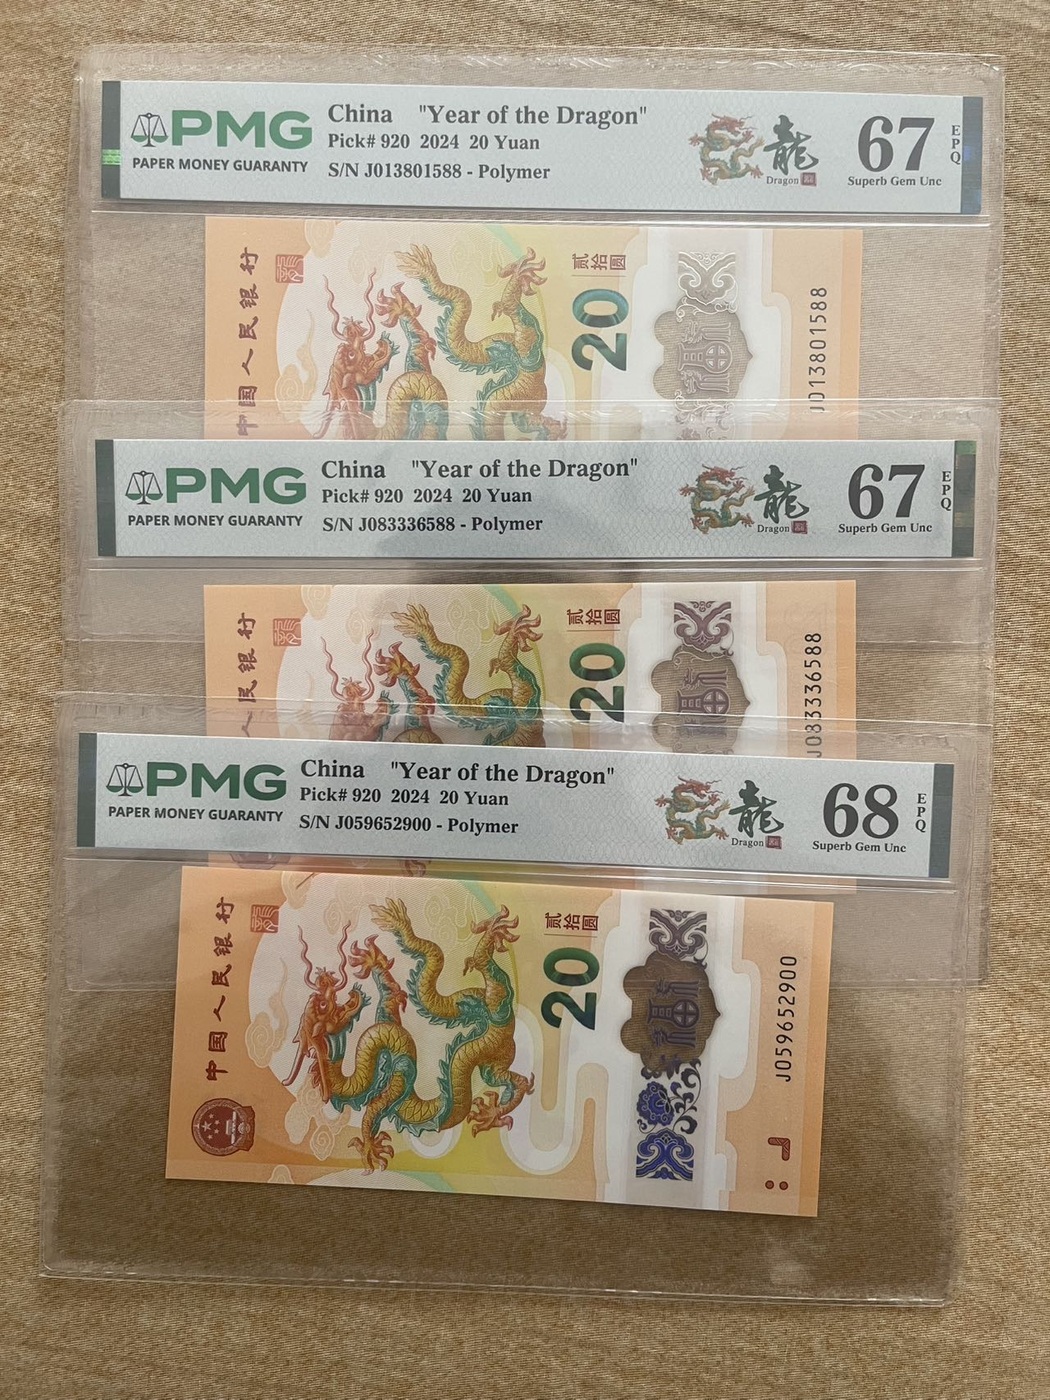 PMG
PAPER MONEY GUARANTY
China "Year of the Dragon"
Pick# 920 2024 20 Yuan
S/N J013801588 - Polymer
龍
Dragon
67
EPQ
Superb Gem Unc
中国人民银行
贰拾圆
20
J013801588
PMG
PAPER MONEY GUARANTY
China "Year of the Dragon"
Pick# 920 2024 20 Yuan
S/N J083336588 - Polymer
龍
Dragon
67
EPQ
Superb Gem Unc
人民银行
贰拾圆
20
J083336588
PMG
PAPER MONEY GUARANTY
China "Year of the Dragon"
Pick# 920 2024 20 Yuan
S/N J059652900 - Polymer
龍
Dragon
68
EPQ
Superb Gem Unc
中国人民银行
贰拾圆
20
J059652900